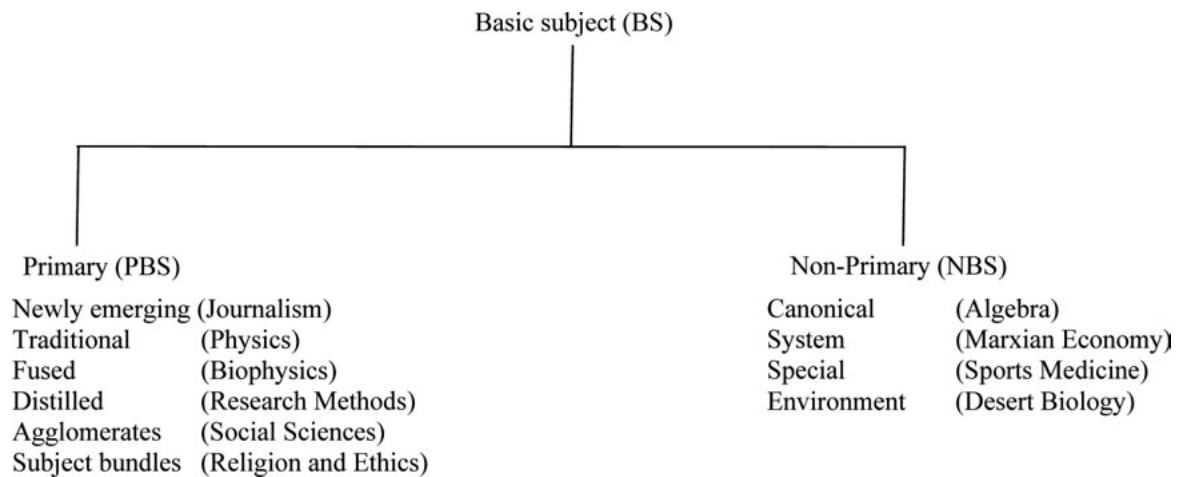 Basic subject (BS)
Primary (PBS)
Newly emerging (Journalism)
Traditional (Physics)
Fused (Biophysics)
Distilled (Research Methods)
Agglomerates (Social Sciences)
Subject bundles (Religion and Ethics)
Non-Primary (NBS)
Canonical (Algebra)
System (Marxian Economy)
Special (Sports Medicine)
Environment (Desert Biology)